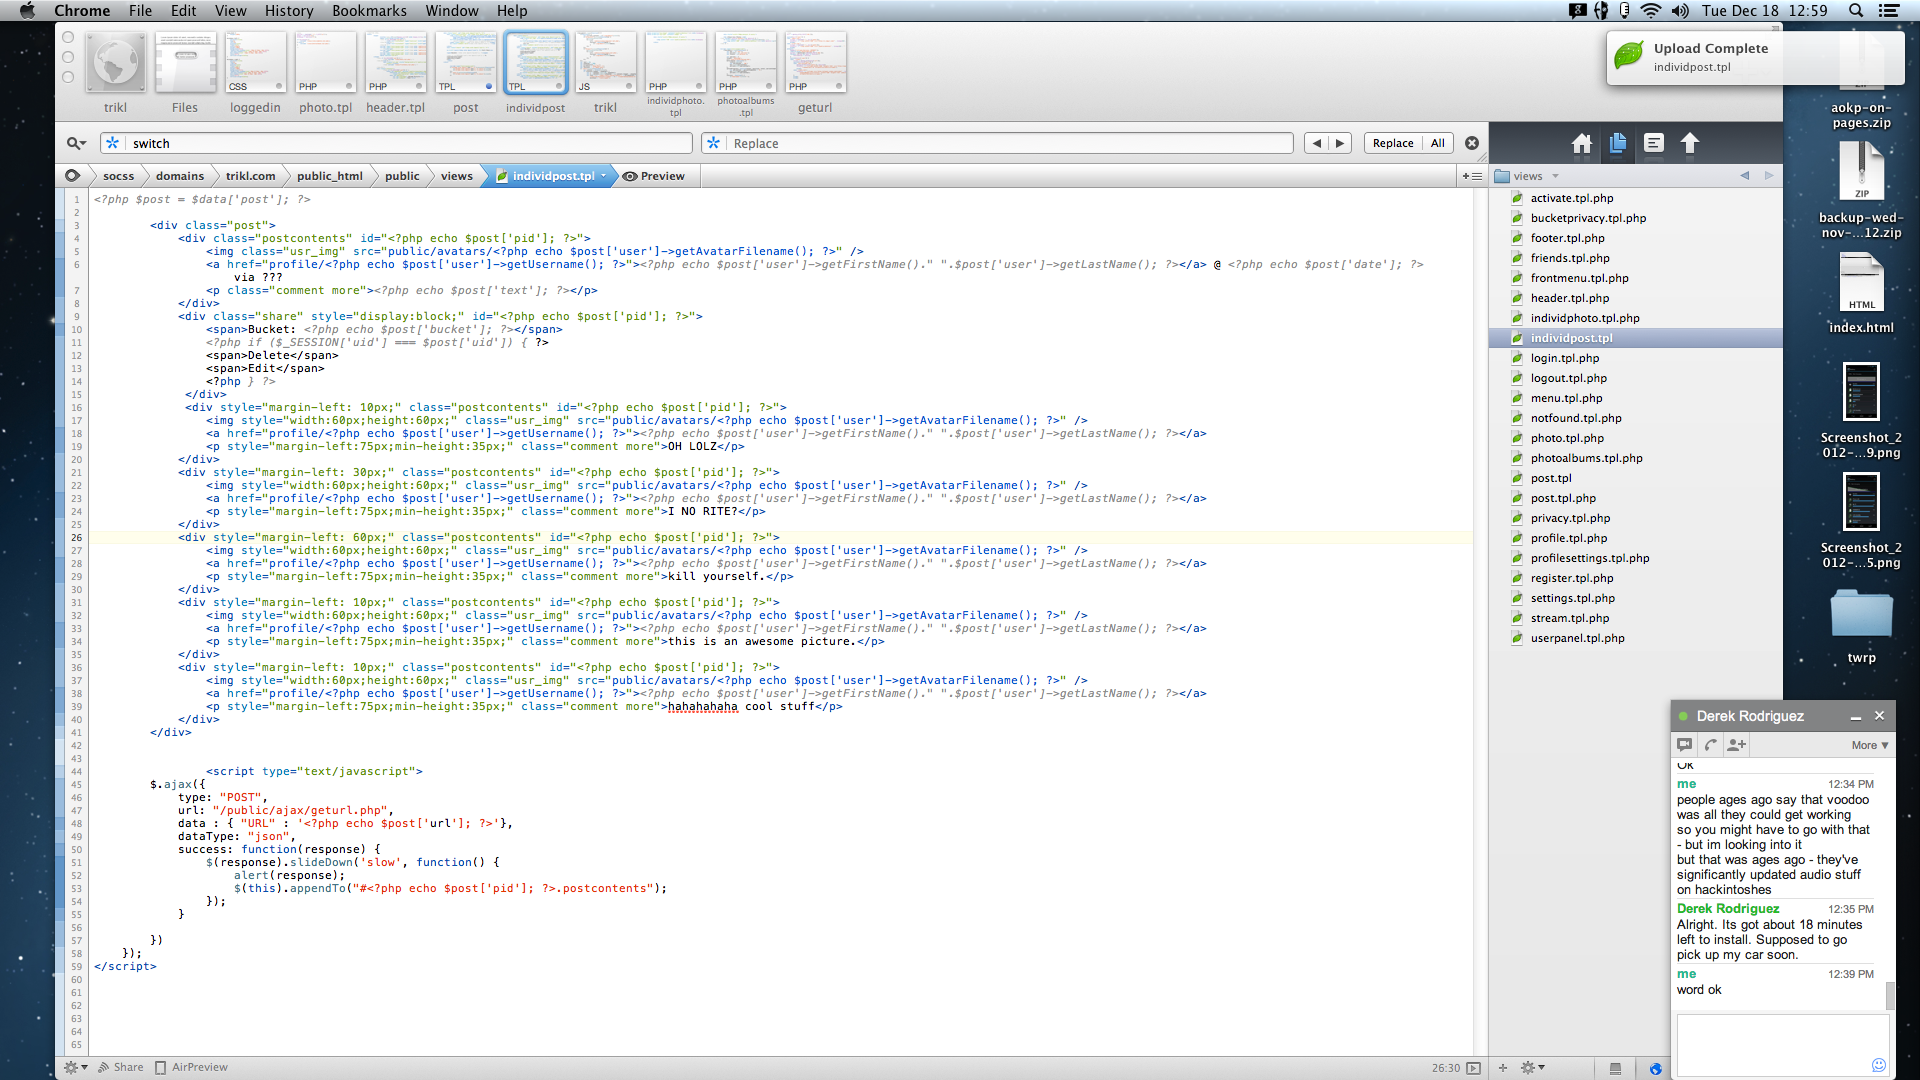 Chrome File Edit View History Bookmarks Window Help
Tue Dec 18 12:59
Upload Complete
individpost.tpl
CSS PHP PHP TPL TPL JS PHP PHP PHP
trikl Files loggedin photo.tpl header.tpl post individpost trikl individphoto.tpl photoalbums.tpl geturl
switch
Replace
Replace All
socss domains trikl.com public_html public views individpost.tpl Preview
1 <?php $post = $data['post']; ?>
2
3 <div class="post">
4 <div class="postcontents" id="<?php echo $post['pid']; ?>">
5 <img class="usr_img" src="public/avatars/<?php echo $post['user']->getAvatarFilename(); ?>" />
6 <a href="profile/<?php echo $post['user']->getUsername(); ?>"><?php echo $post['user']->getFirstName()." ".$post['user']->getLastName(); ?></a> @ <?php echo $post['date']; ?>
via ???
7 <p class="comment more"><?php echo $post['text']; ?></p>
8 </div>
9 <div class="share" style="display:block;" id="<?php echo $post['pid']; ?>">
10 <span>Bucket: <?php echo $post['bucket']; ?></span>
11 <?php if ($_SESSION['uid'] === $post['uid']) { ?>
12 <span>Delete</span>
13 <span>Edit</span>
14 <?php } ?>
15 </div>
16 <div style="margin-left: 10px;" class="postcontents" id="<?php echo $post['pid']; ?>">
17 <img style="width:60px;height:60px;" class="usr_img" src="public/avatars/<?php echo $post['user']->getAvatarFilename(); ?>" />
18 <a href="profile/<?php echo $post['user']->getUsername(); ?>"><?php echo $post['user']->getFirstName()." ".$post['user']->getLastName(); ?></a>
19 <p style="margin-left:75px;min-height:35px;" class="comment more">OH LOLZ</p>
20 </div>
21 <div style="margin-left: 30px;" class="postcontents" id="<?php echo $post['pid']; ?>">
22 <img style="width:60px;height:60px;" class="usr_img" src="public/avatars/<?php echo $post['user']->getAvatarFilename(); ?>" />
23 <a href="profile/<?php echo $post['user']->getUsername(); ?>"><?php echo $post['user']->getFirstName()." ".$post['user']->getLastName(); ?></a>
24 <p style="margin-left:75px;min-height:35px;" class="comment more">I NO RITE?</p>
25 </div>
26 <div style="margin-left: 60px;" class="postcontents" id="<?php echo $post['pid']; ?>">
27 <img style="width:60px;height:60px;" class="usr_img" src="public/avatars/<?php echo $post['user']->getAvatarFilename(); ?>" />
28 <a href="profile/<?php echo $post['user']->getUsername(); ?>"><?php echo $post['user']->getFirstName()." ".$post['user']->getLastName(); ?></a>
29 <p style="margin-left:75px;min-height:35px;" class="comment more">kill yourself.</p>
30 </div>
31 <div style="margin-left: 10px;" class="postcontents" id="<?php echo $post['pid']; ?>">
32 <img style="width:60px;height:60px;" class="usr_img" src="public/avatars/<?php echo $post['user']->getAvatarFilename(); ?>" />
33 <a href="profile/<?php echo $post['user']->getUsername(); ?>"><?php echo $post['user']->getFirstName()." ".$post['user']->getLastName(); ?></a>
34 <p style="margin-left:75px;min-height:35px;" class="comment more">this is an awesome picture.</p>
35 </div>
36 <div style="margin-left: 10px;" class="postcontents" id="<?php echo $post['pid']; ?>">
37 <img style="width:60px;height:60px;" class="usr_img" src="public/avatars/<?php echo $post['user']->getAvatarFilename(); ?>" />
38 <a href="profile/<?php echo $post['user']->getUsername(); ?>"><?php echo $post['user']->getFirstName()." ".$post['user']->getLastName(); ?></a>
39 <p style="margin-left:75px;min-height:35px;" class="comment more">hahahahaha cool stuff</p>
40 </div>
41 </div>
42
43
44 <script type="text/javascript">
45 $.ajax({
46 type: "POST",
47 url: "/public/ajax/geturl.php",
48 data : { "URL" : '<?php echo $post['url']; ?>'},
49 dataType: "json",
50 success: function(response) {
51 $(response).slideDown('slow', function() {
52 alert(response);
53 $(this).appendTo("#<?php echo $post['pid']; ?>.postcontents");
54 });
55 }
56
57 })
58 });
59 </script>
60
61
62
63
64
65
Share AirPreview
26:30
views
activate.tpl.php
bucketprivacy.tpl.php
footer.tpl.php
friends.tpl.php
frontmenu.tpl.php
header.tpl.php
individphoto.tpl.php
individpost.tpl
login.tpl.php
logout.tpl.php
menu.tpl.php
notfound.tpl.php
photo.tpl.php
photoalbums.tpl.php
post.tpl
post.tpl.php
privacy.tpl.php
profile.tpl.php
profilesettings.tpl.php
register.tpl.php
settings.tpl.php
stream.tpl.php
userpanel.tpl.php
aokp-on-
pages.zip
ZIP
backup-wed-
nov-...12.zip
HTML
index.html
Screenshot_2
012-...9.png
Screenshot_2
012-...5.png
twrp
Derek Rodriguez
More
Ok
me 12:34 PM
people ages ago say that voodoo
was all they could get working
so you might have to go with that
- but im looking into it
but that was ages ago - they've
significantly updated audio stuff
on hackintoshes
Derek Rodriguez 12:35 PM
Alright. Its got about 18 minutes
left to install. Supposed to go
pick up my car soon.
me 12:39 PM
word ok